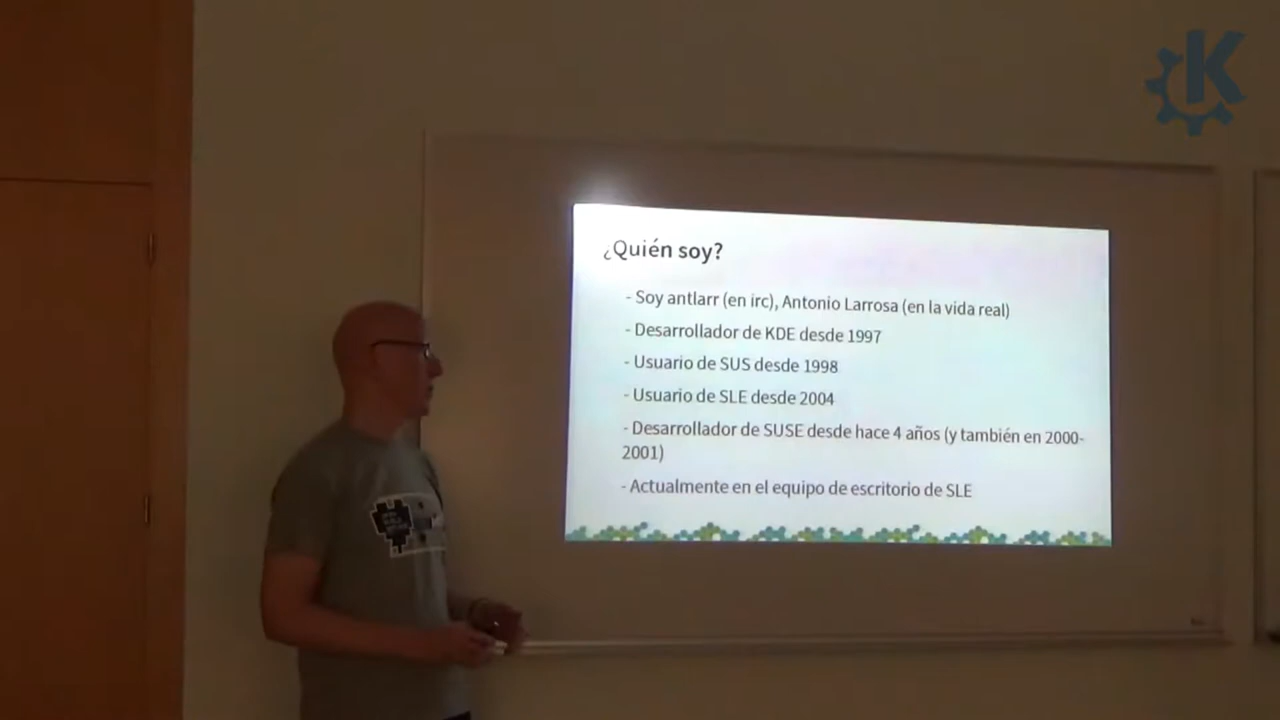 K
¿Quién soy?
- Soy antlarr (en irc), Antonio Larrosa (en la vida real)
- Desarrollador de KDE desde 1997
- Usuario de SUS desde 1998
- Usuario de SLE desde 2004
- Desarrollador de SUSE desde hace 4 años (y también en 2000-
2001)
- Actualmente en el equipo de escritorio de SLE